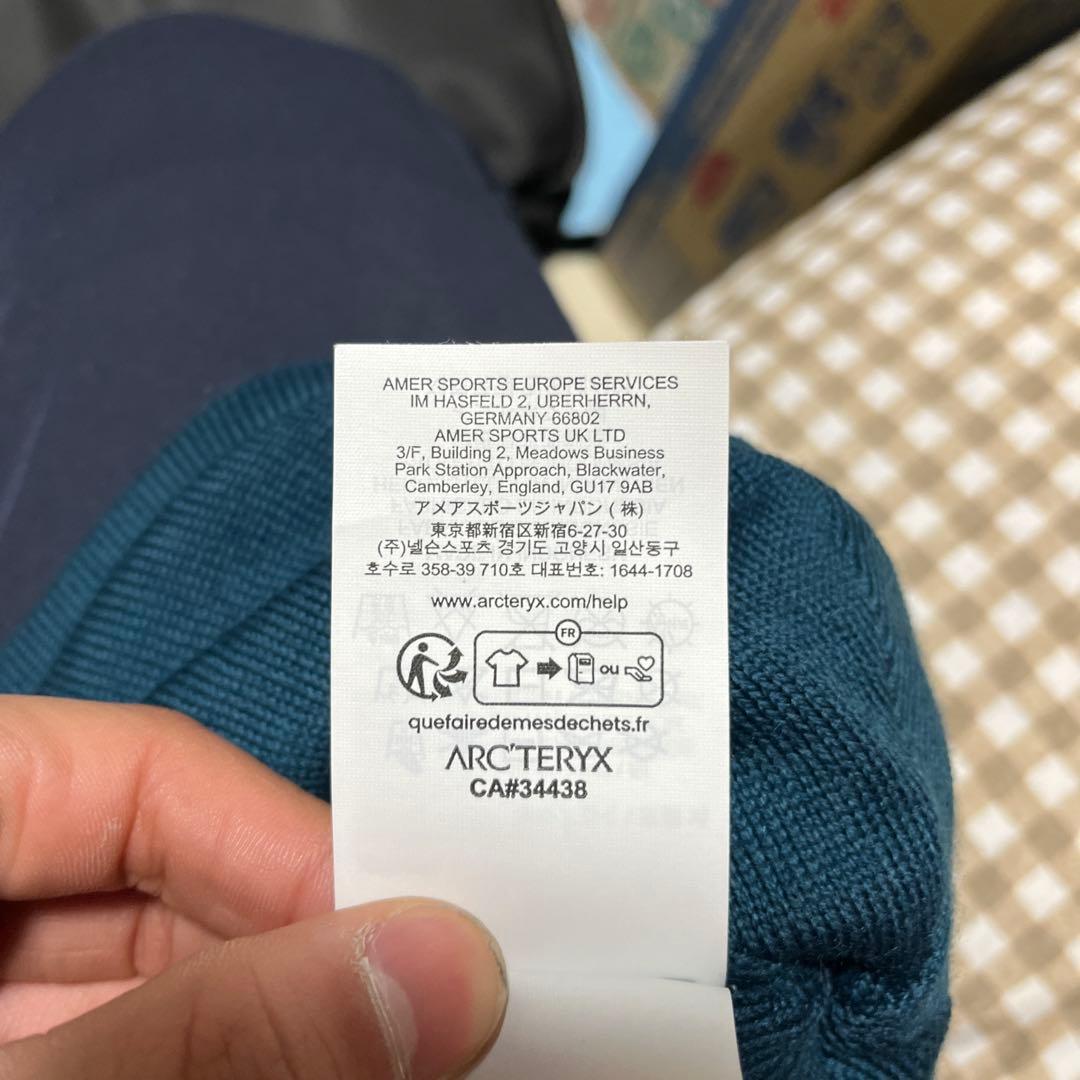 AMER SPORTS EUROPE SERVICES
IM HASFELD 2, UBERHERRN,
GERMANY 66802
AMER SPORTS UK LTD
3/F, Building 2, Meadows Business
Park Station Approach, Blackwater,
Camberley, England, GU17 9AB
アメアスポーツジャパン ( 株)
東京都新宿区新宿6-27-30
(주)넬슨스포츠 경기도 고양시 일산동구
호수로 358-39 710호 대표번호: 1644-1708
www.arcteryx.com/help
FR
ou
quefairedemesdechets.fr
ARC'TERYX
CA#34438